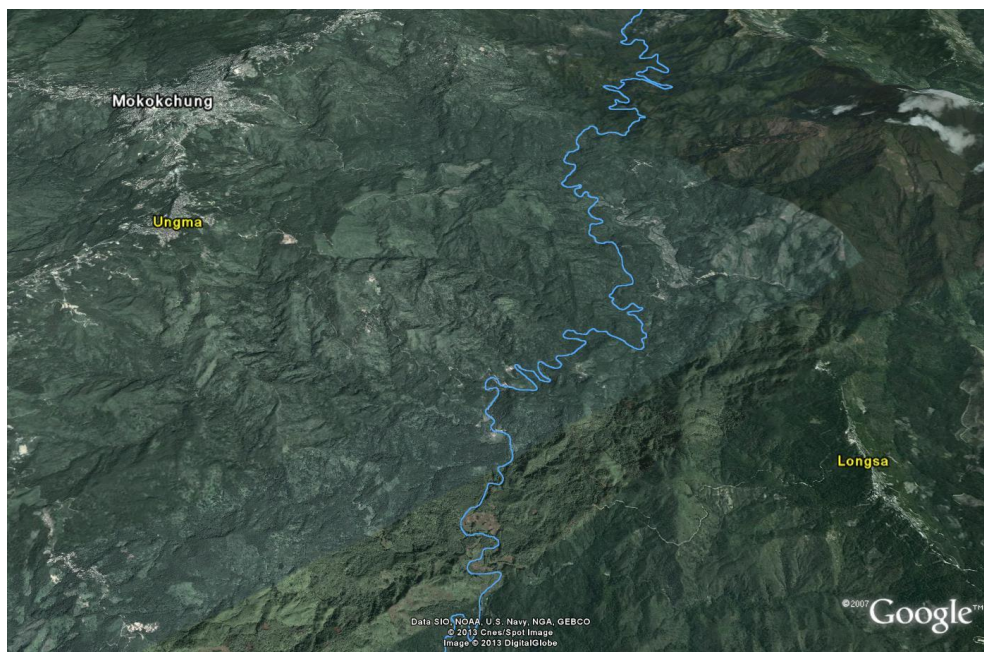 Mokokchung
Ungma
Longsa
©2007 Google™
Data SIO, NOAA, U.S. Navy, NGA, GEBCO
© 2013 Cnes/Spot Image
Image © 2013 DigitalGlobe